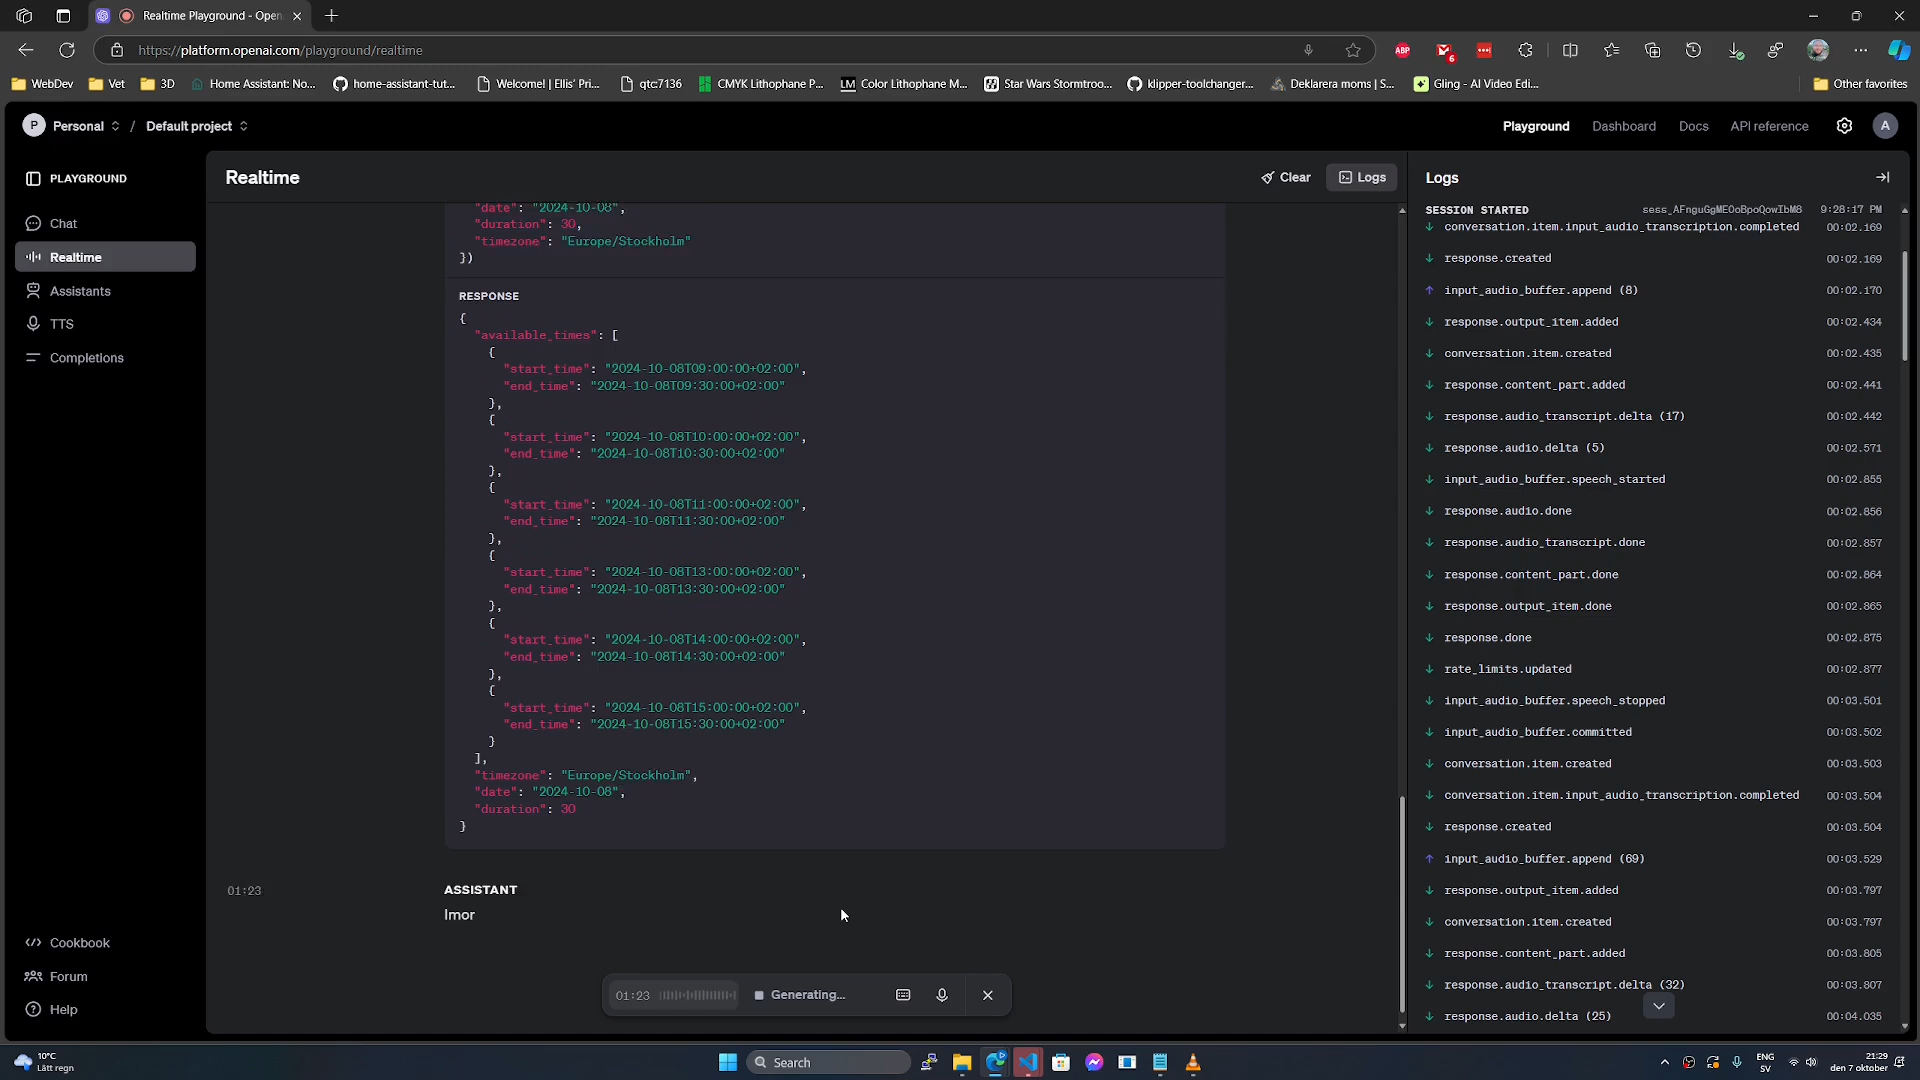 Realtime Playground - Open
https://platform.openai.com/playground/realtime
ABP
6
WebDev
Vet
3D
Home Assistant: No...
home-assistant-tut...
Welcome! | Ellis' Pri...
qtc7136
CMYK Lithophane P...
LM
Color Lithophane M...
Star Wars Stormtroo...
klipper-toolchanger...
Deklarera moms | S...
Gling - AI Video Edi...
Other favorites
P
Personal
/
Default project
Playground
Dashboard
Docs
API reference
A
PLAYGROUND
Chat
Realtime
Assistants
TTS
Completions
Cookbook
Forum
Help
Realtime
Clear
Logs
"date": "2024-10-08",
"duration": 30,
"timezone": "Europe/Stockholm"
})
RESPONSE
{
"available_times": [
{
"start_time": "2024-10-08T09:00:00+02:00",
"end_time": "2024-10-08T09:30:00+02:00"
},
{
"start_time": "2024-10-08T10:00:00+02:00",
"end_time": "2024-10-08T10:30:00+02:00"
},
{
"start_time": "2024-10-08T11:00:00+02:00",
"end_time": "2024-10-08T11:30:00+02:00"
},
{
"start_time": "2024-10-08T13:00:00+02:00",
"end_time": "2024-10-08T13:30:00+02:00"
},
{
"start_time": "2024-10-08T14:00:00+02:00",
"end_time": "2024-10-08T14:30:00+02:00"
},
{
"start_time": "2024-10-08T15:00:00+02:00",
"end_time": "2024-10-08T15:30:00+02:00"
}
],
"timezone": "Europe/Stockholm",
"date": "2024-10-08",
"duration": 30
}
01:23
ASSISTANT
Imor
01:23
Generating...
Logs
SESSION STARTED 9:28:17 PM
conversation.item.input_audio_transcription.completed 00:02.169
response.created 00:02.169
input_audio_buffer.append (8) 00:02.170
response.output_item.added 00:02.434
conversation.item.created 00:02.435
response.content_part.added 00:02.441
response.audio_transcript.delta (17) 00:02.442
response.audio.delta (5) 00:02.571
input_audio_buffer.speech_started 00:02.855
response.audio.done 00:02.856
response.audio_transcript.done 00:02.857
response.content_part.done 00:02.864
response.output_item.done 00:02.865
response.done 00:02.875
rate_limits.updated 00:02.877
input_audio_buffer.speech_stopped 00:03.501
input_audio_buffer.committed 00:03.502
conversation.item.created 00:03.503
conversation.item.input_audio_transcription.completed 00:03.504
response.created 00:03.504
input_audio_buffer.append (69) 00:03.529
response.output_item.added 00:03.797
conversation.item.created 00:03.797
response.content_part.added 00:03.805
response.audio_transcript.delta (32) 00:03.807
response.audio.delta (25) 00:04.035
10°C
Lätt regn
Search
ENG
SV
21:29
den 7 oktober